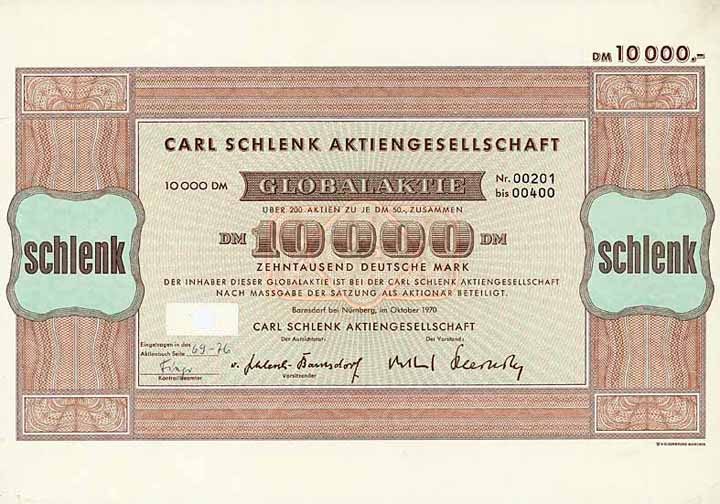 DM 10 000,—
CARL SCHLENK AKTIENGESELLSCHAFT
10 000 DM GLOBALAKTIE Nr. 00201
bis 00400
ÜBER 200 AKTIEN ZU JE DM 50,- ZUSAMMEN
DM 10 000 DM
schlenk
schlenk
ZEHNTAUSEND DEUTSCHE MARK
DER INHABER DIESER GLOBALAKTIE IST BEI DER CARL SCHLENK AKTIENGESELLSCHAFT
NACH MASSGABE DER SATZUNG ALS AKTIONÄR BETEILIGT.
Barnsdorf bei Nürnberg, im Oktober 1970
CARL SCHLENK AKTIENGESELLSCHAFT
Der Aufsichtsrat: Der Vorstand:
Eingetragen in das
Aktienbuch Seite 69-76
v. Schlenk-Barnsdorf
Kontrollbeamter
Vorsitzender